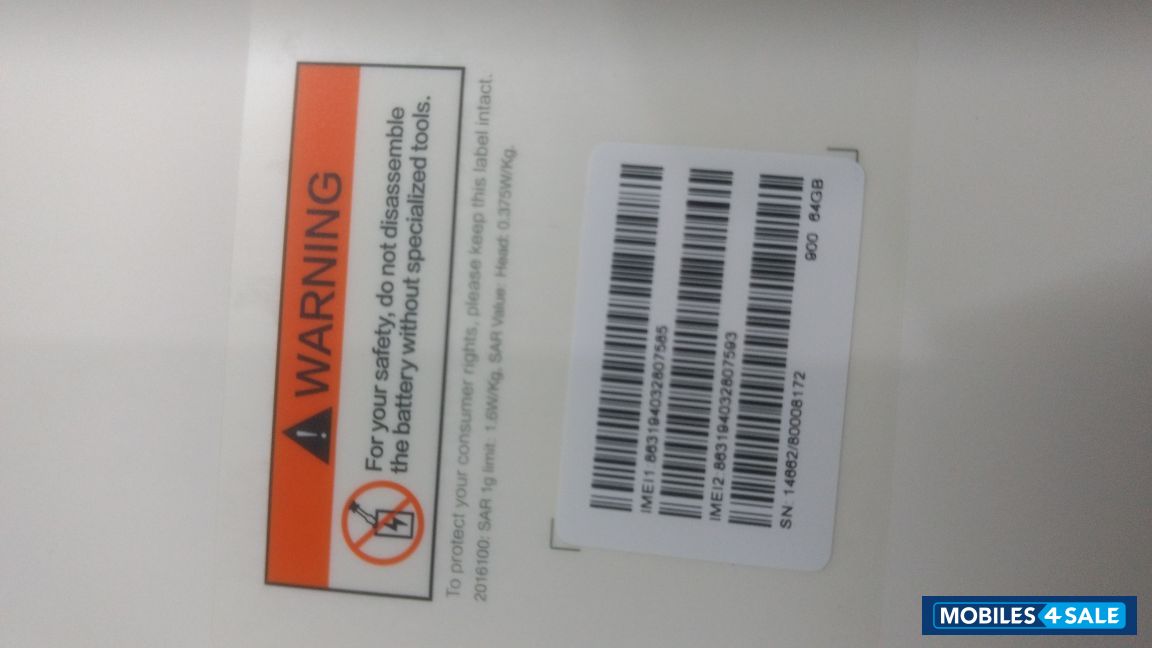 WARNING
For your safety, do not disassemble
the battery without specialized tools.
To protect your consumer rights, please keep this label intact.
2016100: SAR 1g limit: 1.6W/Kg, SAR Value: Head: 0.375W/Kg.
IMEI1: 863194032807585
IMEI2: 863194032807593
SN: 14662/80008172
900 64GB
MOBILES 4 SALE